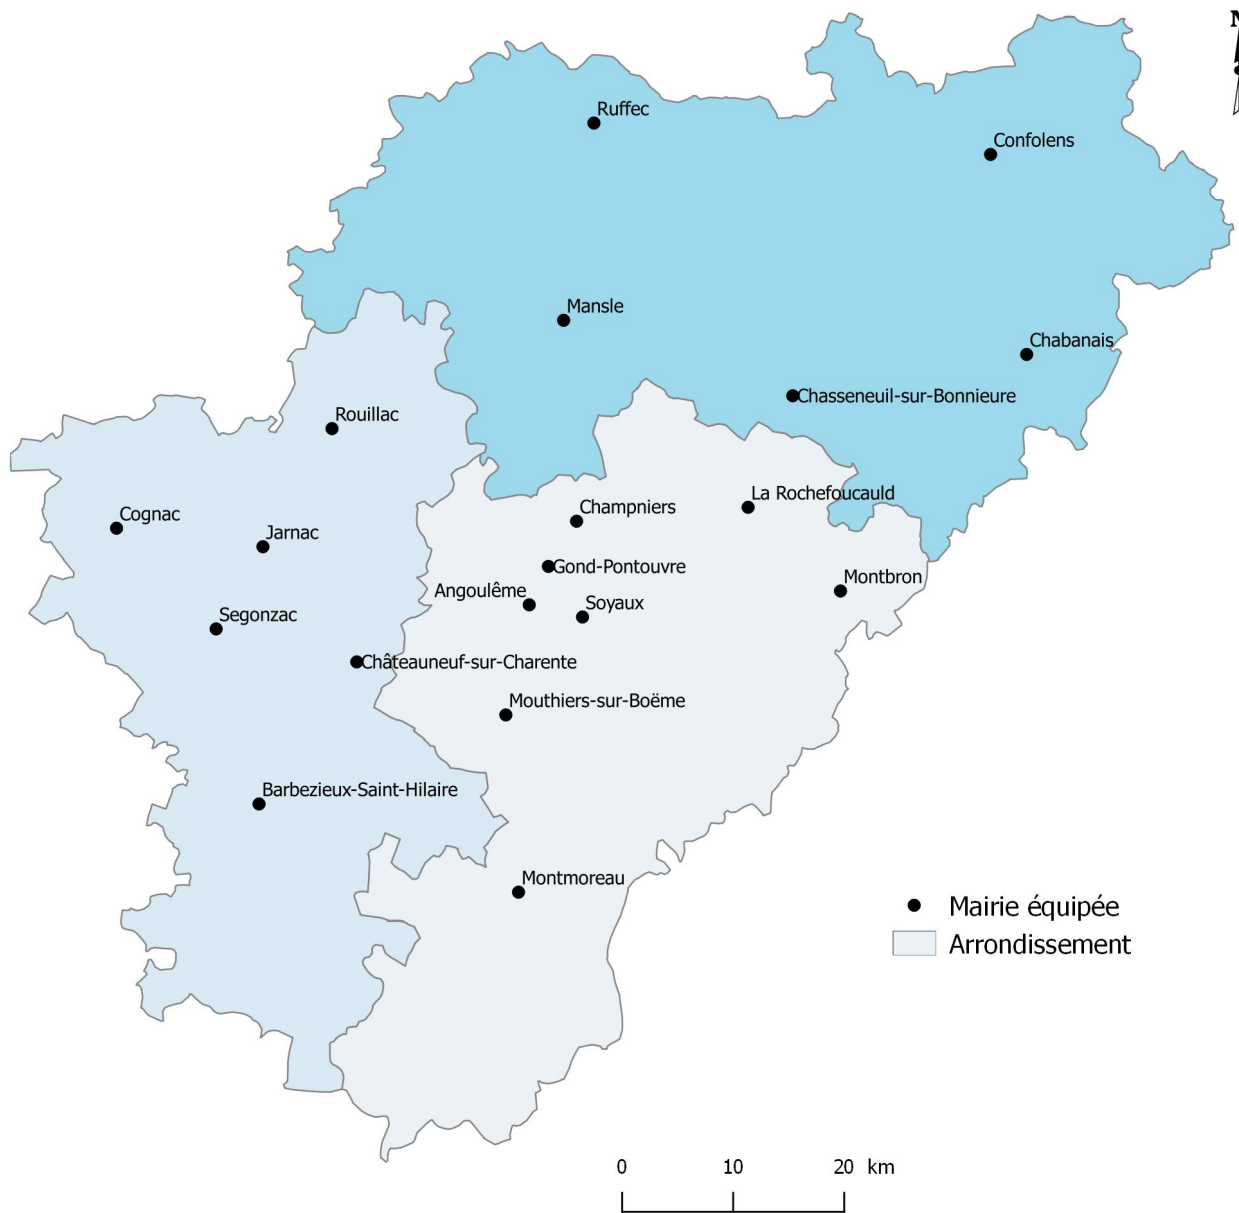 N
Ruffec
Confolens
Mansle
Chabanais
Chasseneuil-sur-Bonnieure
Rouillac
La Rochefoucauld
Champniers
Cognac
Jarnac
Gond-Pontouvre
Montbron
Angoulême
Soyaux
Segonzac
Châteauneuf-sur-Charente
Mouthiers-sur-Boëme
Barbezieux-Saint-Hilaire
Montmoreau
Mairie équipée
Arrondissement
0 10 20 km